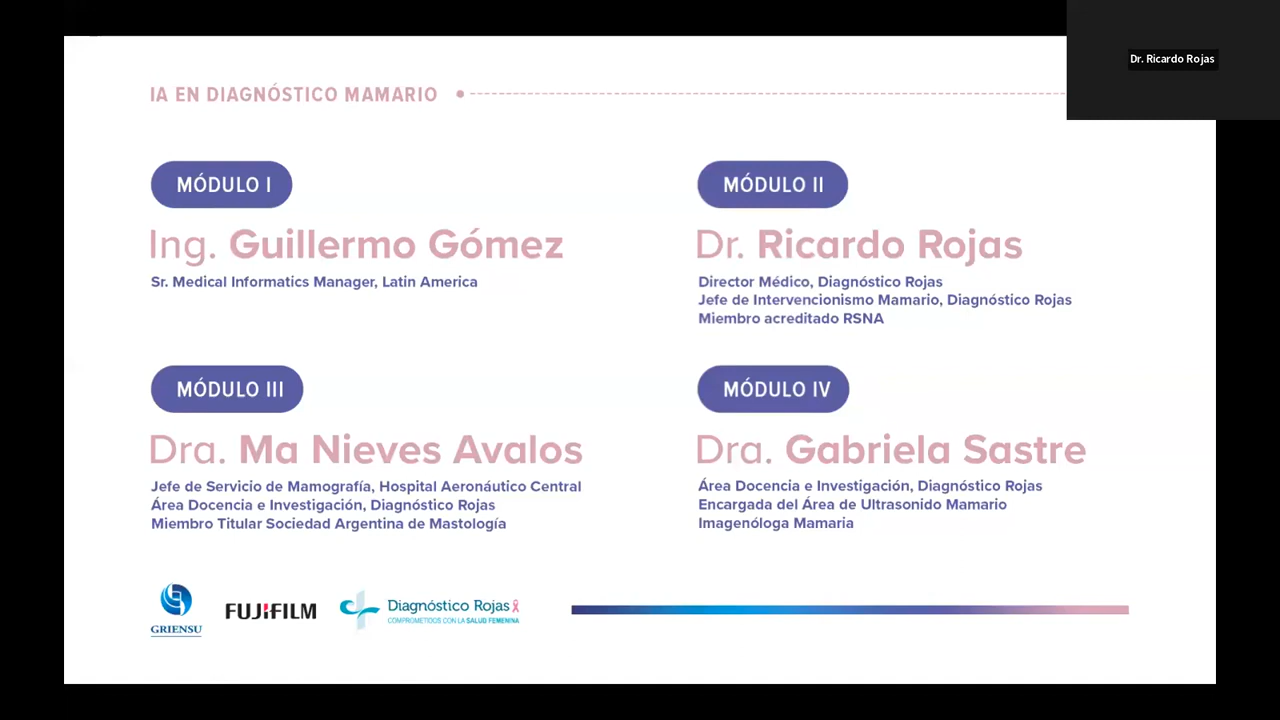 Dr. Ricardo Rojas
IA EN DIAGNÓSTICO MAMARIO
MÓDULO I
Ing. Guillermo Gómez
Sr. Medical Informatics Manager, Latin America
MÓDULO II
Dr. Ricardo Rojas
Director Médico, Diagnóstico Rojas
Jefe de Intervencionismo Mamario, Diagnóstico Rojas
Miembro acreditado RSNA
MÓDULO III
Dra. Ma Nieves Avalos
Jefe de Servicio de Mamografía, Hospital Aeronáutico Central
Área Docencia e Investigación, Diagnóstico Rojas
Miembro Titular Sociedad Argentina de Mastología
MÓDULO IV
Dra. Gabriela Sastre
Área Docencia e Investigación, Diagnóstico Rojas
Encargada del Área de Ultrasonido Mamario
Imagenóloga Mamaria
GRIENSU
FUJIFILM
Diagnóstico Rojas
COMPROMETIDOS CON LA SALUD FEMENINA